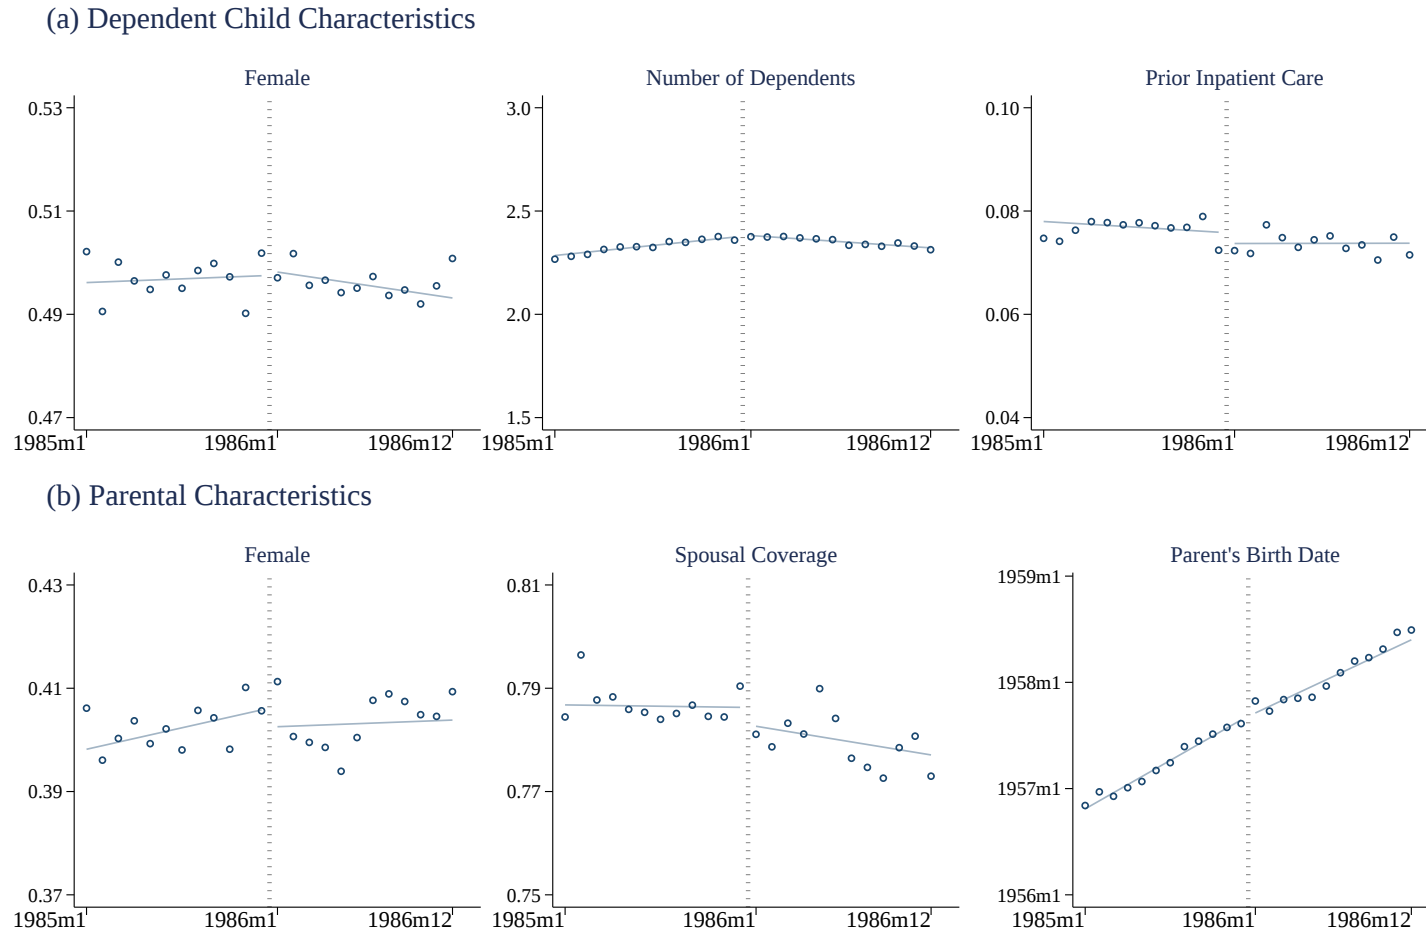 (a) Dependent Child Characteristics
Female
Number of Dependents
Prior Inpatient Care
0.53
0.51
0.49
0.47
1985m1 1986m1 1986m12
3.0
2.5
2.0
1.5
1985m1 1986m1 1986m12
0.10
0.08
0.06
0.04
1985m1 1986m1 1986m12
(b) Parental Characteristics
Female
Spousal Coverage
Parent's Birth Date
0.43
0.41
0.39
0.37
1985m1 1986m1 1986m12
0.81
0.79
0.77
0.75
1985m1 1986m1 1986m12
1959m1
1958m1
1957m1
1956m1
1985m1 1986m1 1986m12